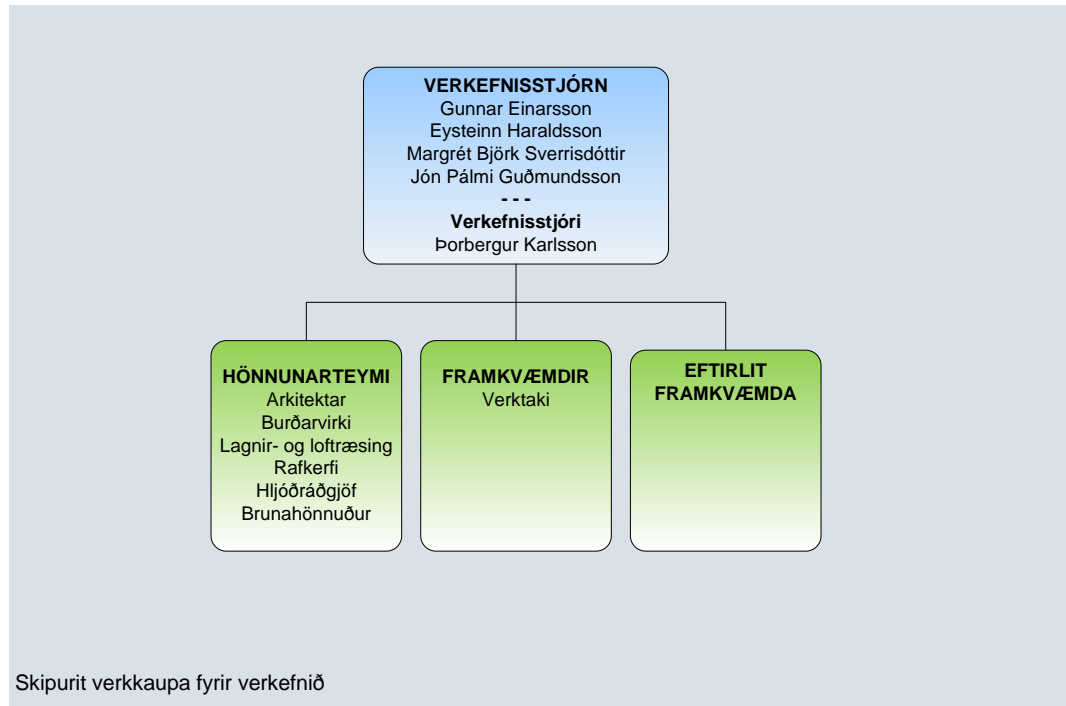 VERKEFNISSTJÓRN
Gunnar Einarsson
Eysteinn Haraldsson
Margrét Björk Sverrisdóttir
Jón Pálmi Guðmundsson
- - -
Verkefnisstjóri
Þorbergur Karlsson
HÖNNUNARTEYMI
Arkitektar
Burðarvirki
Lagnir- og loftræsing
Rafkerfi
Hljóðráðgjöf
Brunahönnuður
FRAMKVÆMDIR
Verktaki
EFTIRLIT
FRAMKVÆMDA
Skipurit verkkaupa fyrir verkefnið